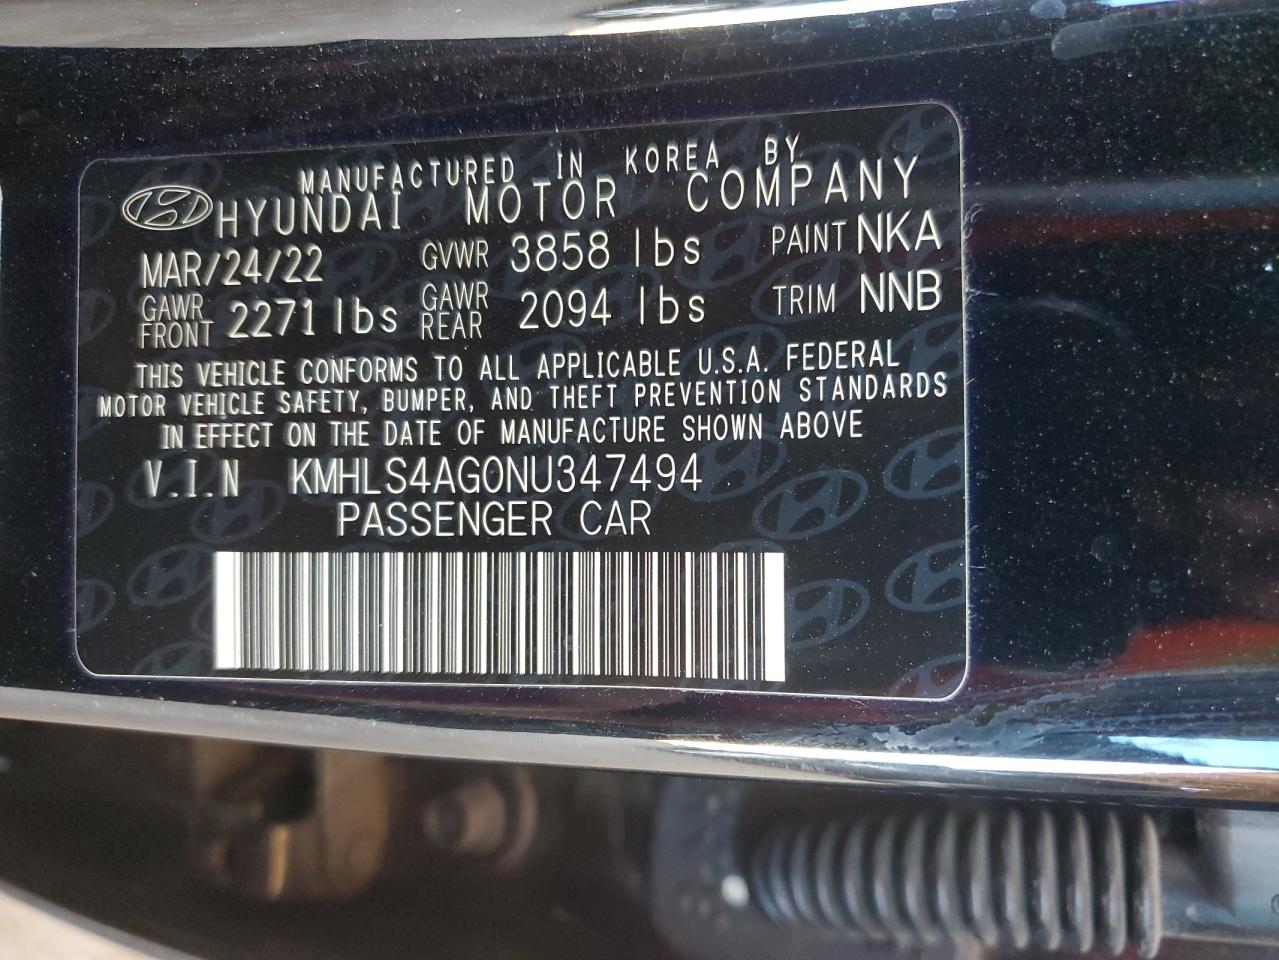 MANUFACTURED IN KOREA BY
HYUNDAI MOTOR COMPANY
MAR/24/22 GVWR 3858 lbs PAINT NKA
GAWR FRONT 2271 lbs GAWR REAR 2094 lbs TRIM NNB
THIS VEHICLE CONFORMS TO ALL APPLICABLE U.S.A. FEDERAL
MOTOR VEHICLE SAFETY, BUMPER, AND THEFT PREVENTION STANDARDS
IN EFFECT ON THE DATE OF MANUFACTURE SHOWN ABOVE
V.I.N KMHLS4AG0NU347494
PASSENGER CAR